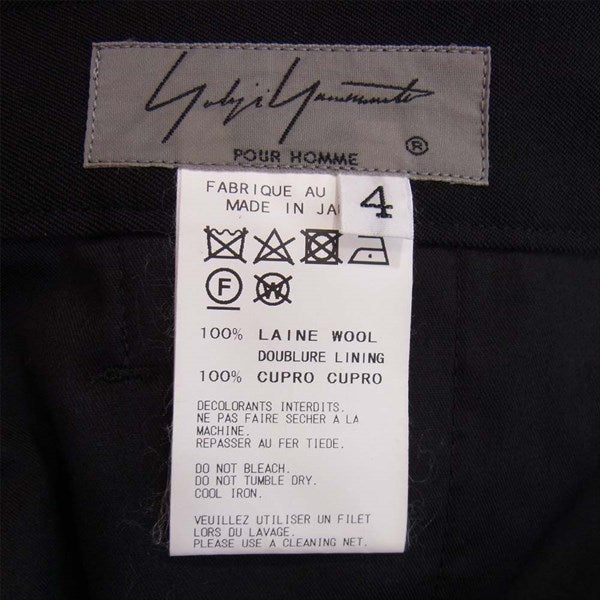 Yohji Yamamoto
POUR HOMME ®
FABRIQUE AU
MADE IN JA
4
F
W
100% LAINE WOOL
DOUBLURE LINING
100% CUPRO CUPRO
DECOLORANTS INTERDITS.
NE PAS FAIRE SECHER A LA
MACHINE.
REPASSER AU FER TIEDE.
DO NOT BLEACH.
DO NOT TUMBLE DRY.
COOL IRON.
VEUILLEZ UTILISER UN FILET
LORS DU LAVAGE.
PLEASE USE A CLEANING NET.